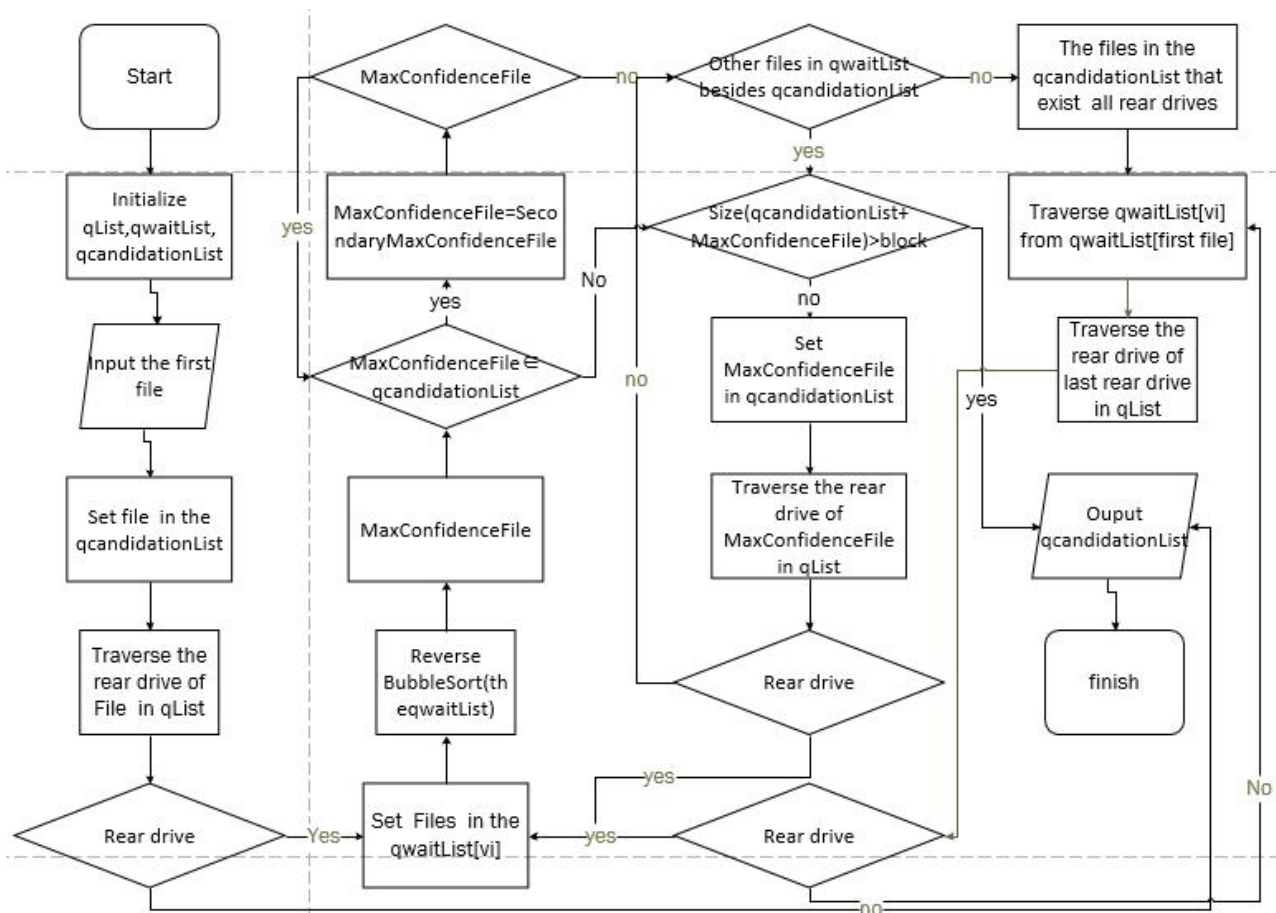 Start
Initialize
qList,qwaitList,
qcandidationList
Input the first
file
Set file in the
qcandidationList
Traverse the
rear drive of
File in qList
Rear drive
Yes
Set Files in the
qwaitList[vi]
Reverse
BubbleSort(th
eqwaitList)
MaxConfidenceFile
MaxConfidenceFile∈
qcandidationList
yes
No
MaxConfidenceFile=Seco
ndaryMaxConfidenceFile
MaxConfidenceFile
yes
no
Other files in qwaitList
besides qcandidationList
no
yes
Size(qcandidationList+
MaxConfidenceFile)>block
no
yes
Set
MaxConfidenceFile
in qcandidationList
Traverse the rear
drive of
MaxConfidenceFile
in qList
Rear drive
no
yes
The files in the
qcandidationList that
exist all rear drives
Traverse qwaitList[vi]
from qwaitList[first file]
Traverse the
rear drive of
last rear drive
in qList
Rear drive
yes
No
no
Ouput
qcandidationList
finish